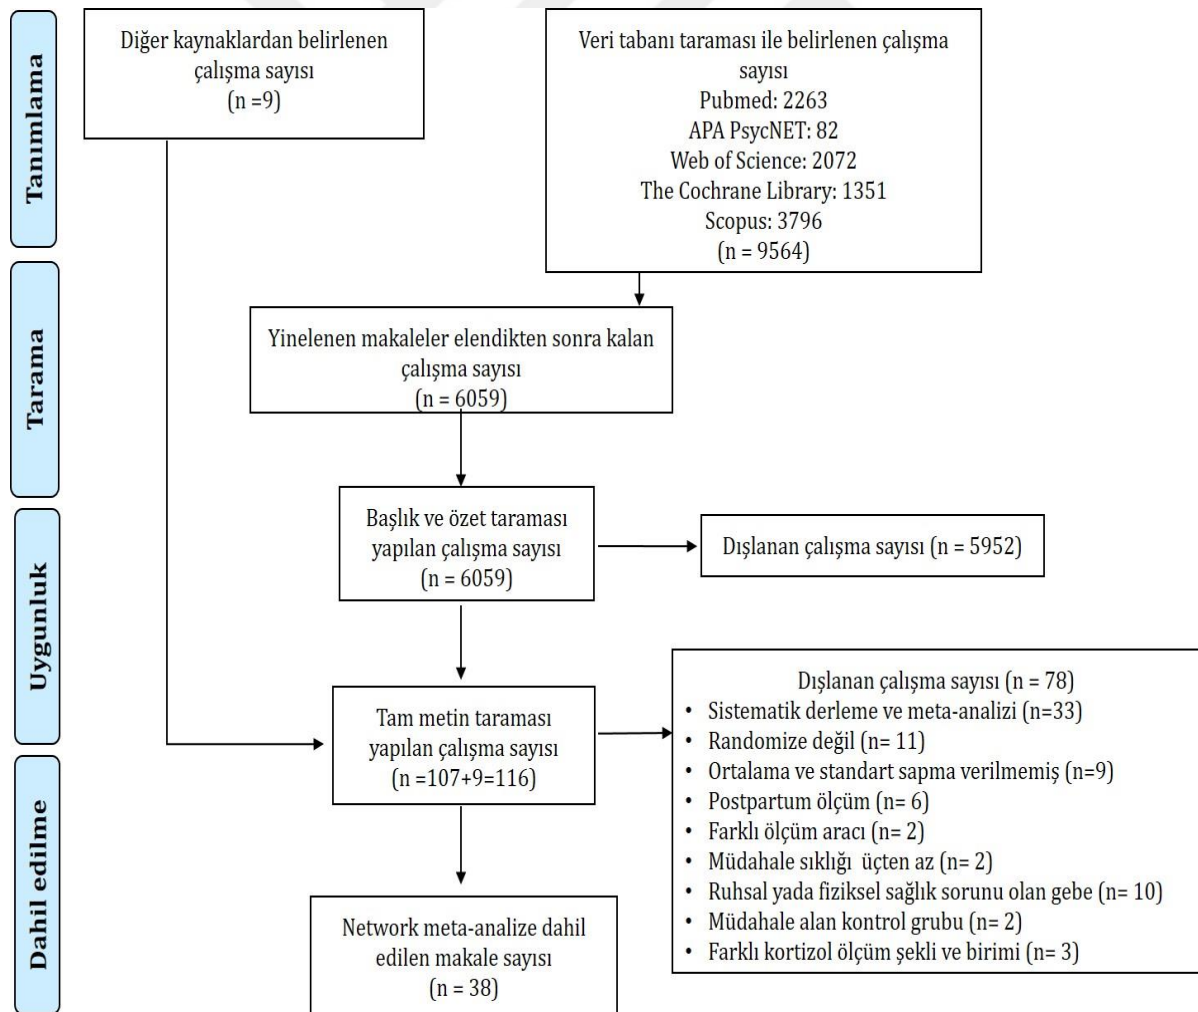 Tanımlama
Diğer kaynaklardan belirlenen
çalışma sayısı
(n =9)
Veri tabanı taraması ile belirlenen çalışma
sayısı
Pubmed: 2263
APA PsycNET: 82
Web of Science: 2072
The Cochrane Library: 1351
Scopus: 3796
(n = 9564)
Tarama
Yinelenen makaleler elendikten sonra kalan
çalışma sayısı
(n = 6059)
Uygunluk
Başlık ve özet taraması
yapılan çalışma sayısı
(n = 6059)
Dışlanan çalışma sayısı (n = 5952)
Tam metin taraması
yapılan çalışma sayısı
(n =107+9=116)
Dışlanan çalışma sayısı (n = 78)
• Sistematik derleme ve meta-analizi (n=33)
• Randomize değil (n= 11)
• Ortalama ve standart sapma verilmemiş (n=9)
• Postpartum ölçüm (n= 6)
• Farklı ölçüm aracı (n= 2)
• Müdahale sıklığı üçten az (n= 2)
• Ruhsal yada fiziksel sağlık sorunu olan gebe (n= 10)
• Müdahale alan kontrol grubu (n= 2)
• Farklı kortizol ölçüm şekli ve birimi (n= 3)
Dahil edilme
Network meta-analize dahil
edilen makale sayısı
(n = 38)